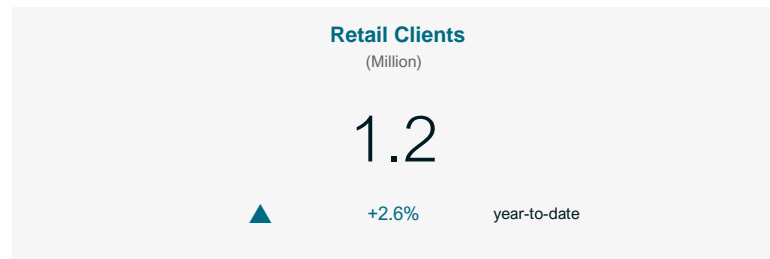 Retail Clients
(Million)
1.2
+2.6% year-to-date